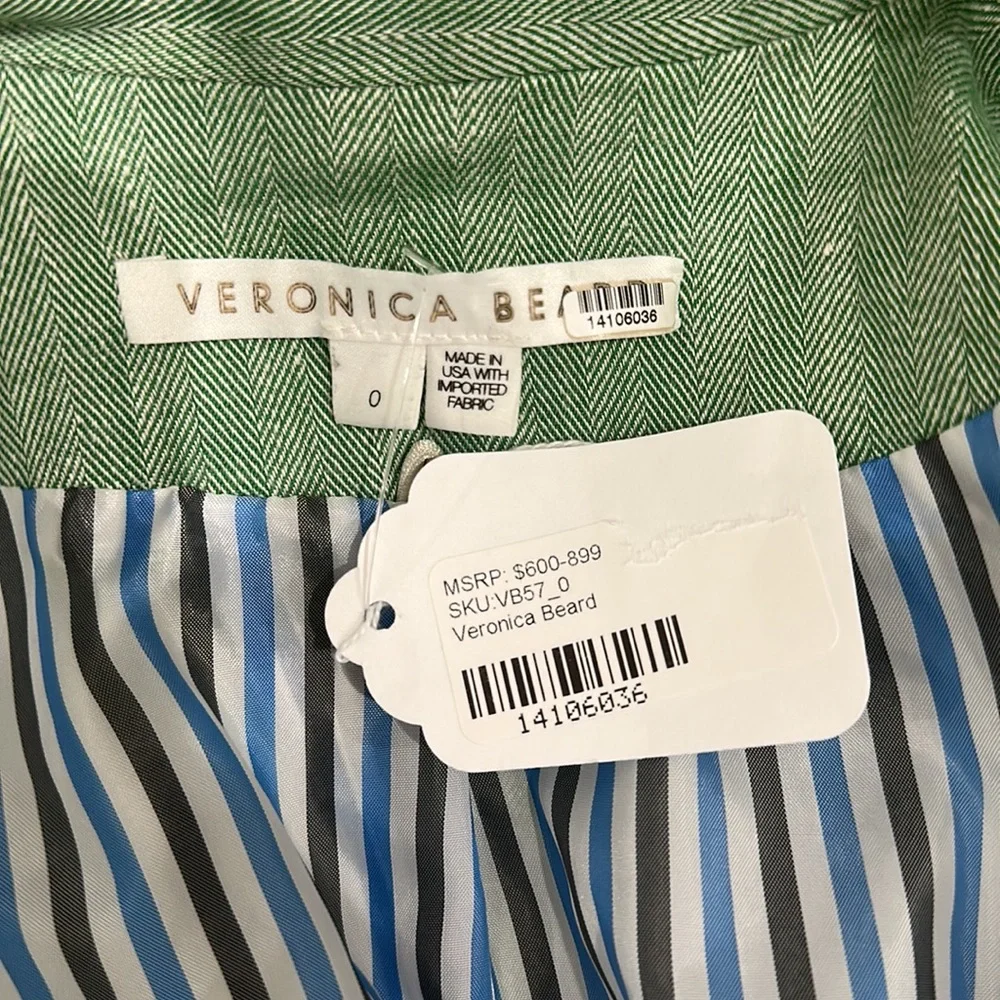 VERONICA BEARD
14106036
0
MADE IN
USA WITH
IMPORTED
FABRIC
MSRP: $600-899
SKU:VB57_0
Veronica Beard
14106036